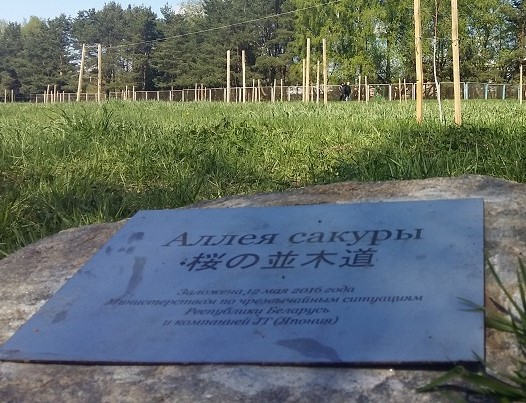 Аллея сакуры
桜の並木道
Заложена 12 мая 2016 года
Министерством по чрезвычайным ситуациям
Республики Беларусь
и компанией JT (Япония)